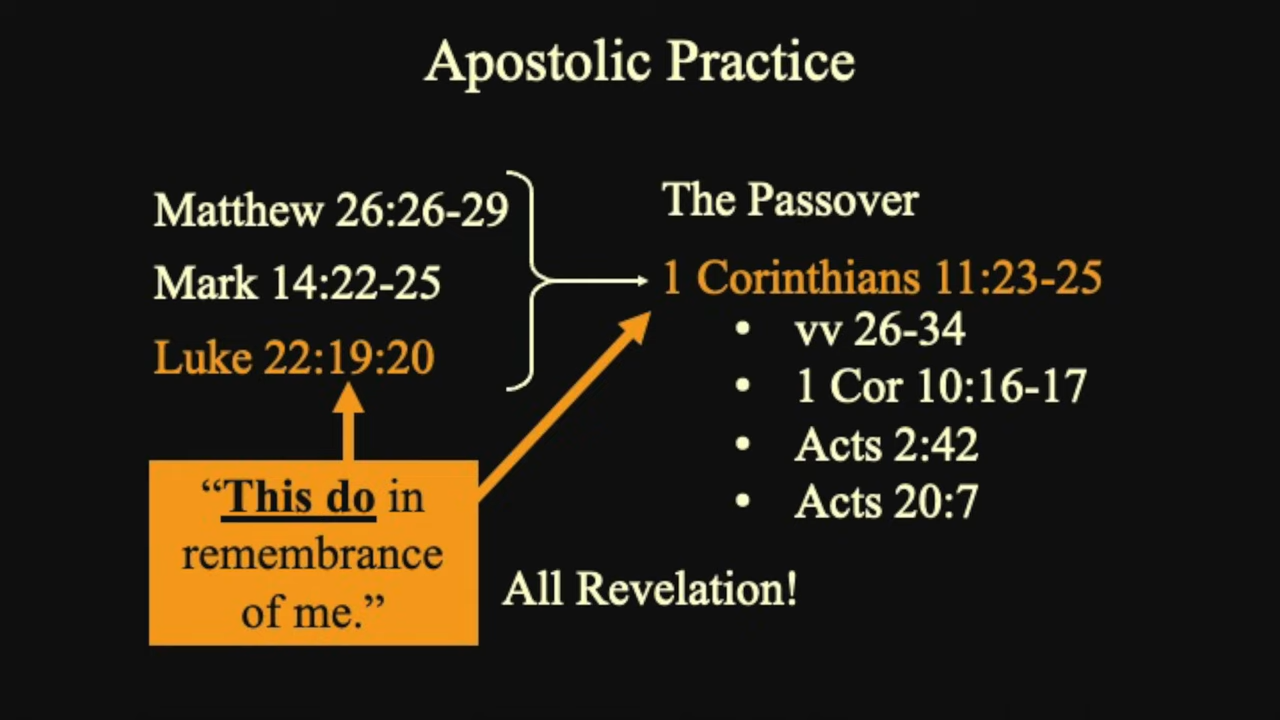 Apostolic Practice
Matthew 26:26-29
Mark 14:22-25
Luke 22:19:20
“This do in
remembrance
of me.”
The Passover
1 Corinthians 11:23-25
• vv 26-34
• 1 Cor 10:16-17
• Acts 2:42
• Acts 20:7
All Revelation!